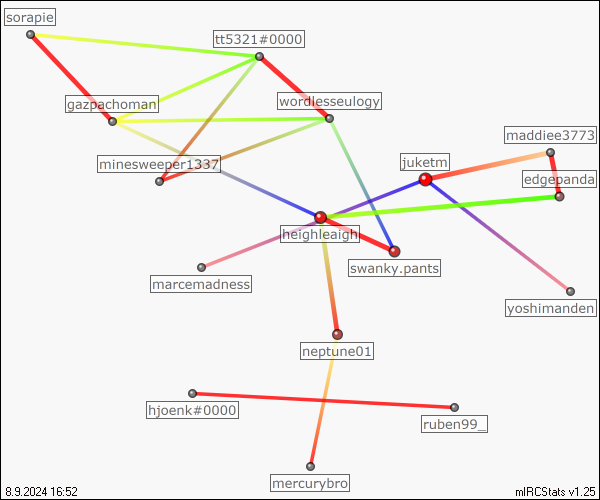 sorapie
tt5321#0000
gazpachoman
wordlesseulogy
maddiee3773
minesweeper1337
juketm
edgepanda
heighleaigh
swanky.pants
marcemadness
yoshimanden
neptune01
hjoenk#0000
ruben99_
mercurybro
8.9.2024 16:52
mIRCStats v1.25